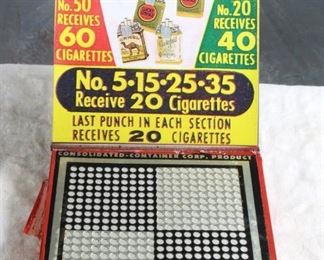 No.50
RECEIVES
60
CIGARETTES
No.20
RECEIVES
40
CIGARETTES
CAMEL
No. 5·15·25·35
Receive 20 Cigarettes
LAST PUNCH IN EACH SECTION
RECEIVES 20 CIGARETTES
CONSOLIDATED-CONTAINER CORP. PRODUCT